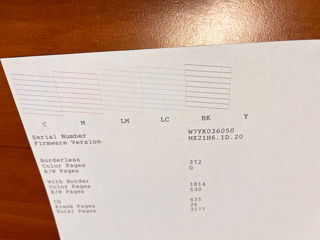 C M LM LC BK Y
Serial Number W7YK036050
Firmware Version MX21H6.1D.20
Borderless
Color Pages 372
B/W Pages 0
With Border
Color Pages 1814
B/W Pages 530
CD 435
Blank Pages 26
Total Pages 3177